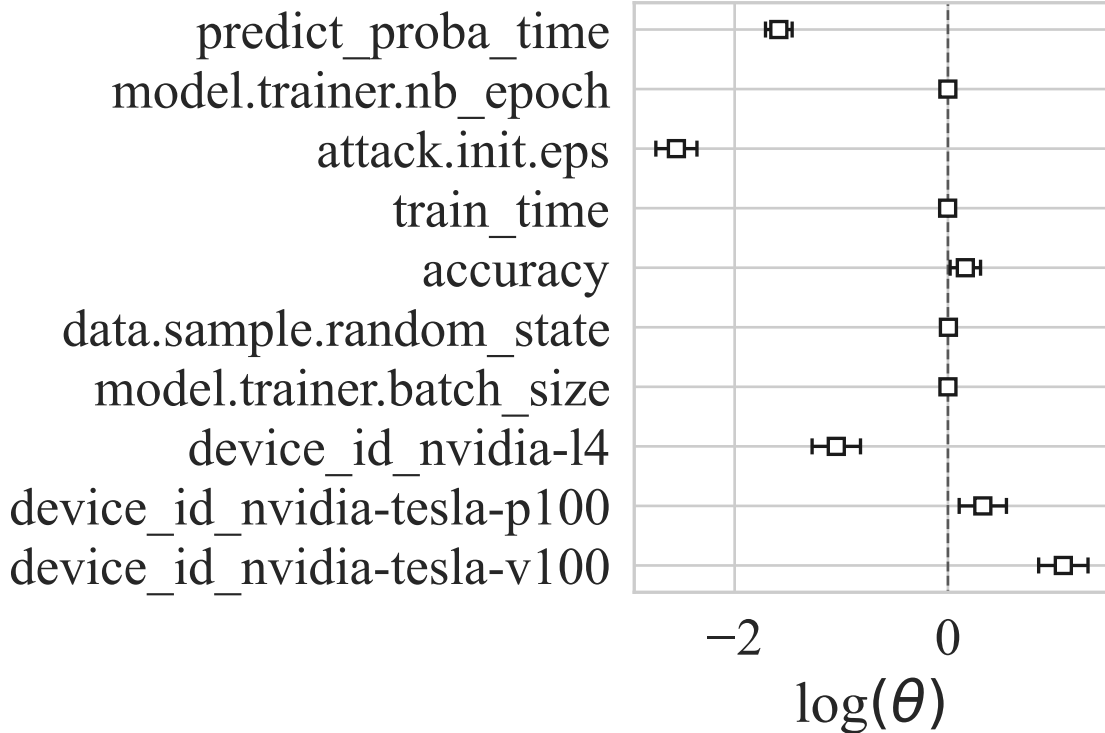 predict_proba_time
model.trainer.nb_epoch
attack.init.eps
train_time
accuracy
data.sample.random_state
model.trainer.batch_size
device_id_nvidia-l4
device_id_nvidia-tesla-p100
device_id_nvidia-tesla-v100
−2 0
log(θ)